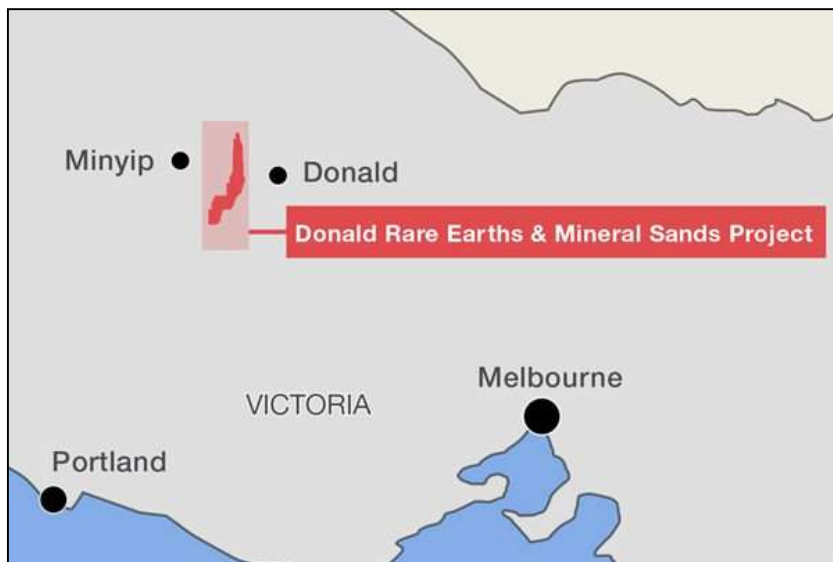 Minyip
Donald
Donald Rare Earths & Mineral Sands Project
Melbourne
VICTORIA
Portland